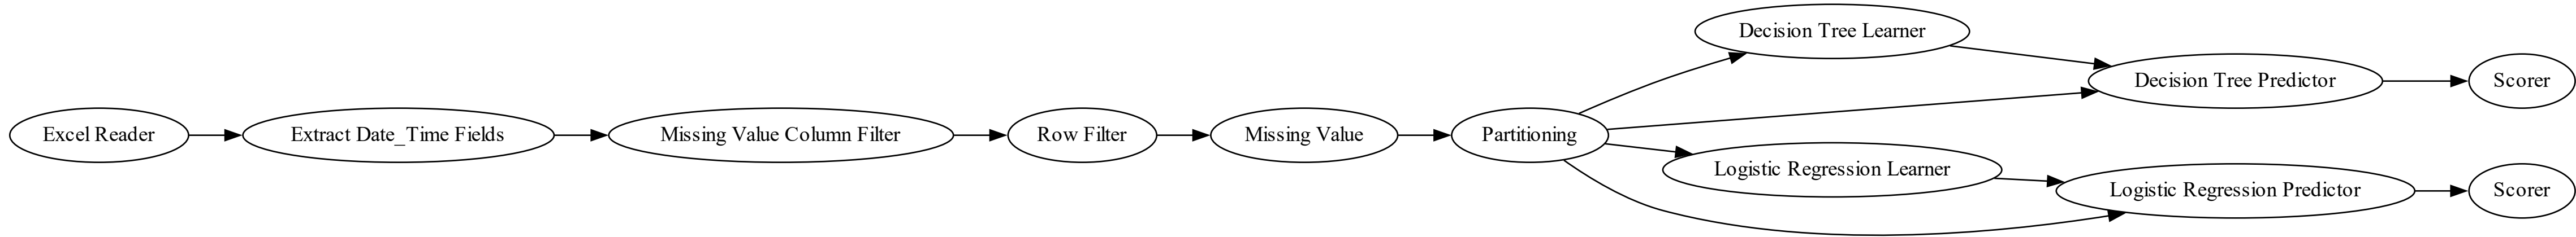 Excel Reader
Extract Date_Time Fields
Missing Value Column Filter
Row Filter
Missing Value
Partitioning
Decision Tree Learner
Decision Tree Predictor
Scorer
Logistic Regression Learner
Logistic Regression Predictor
Scorer